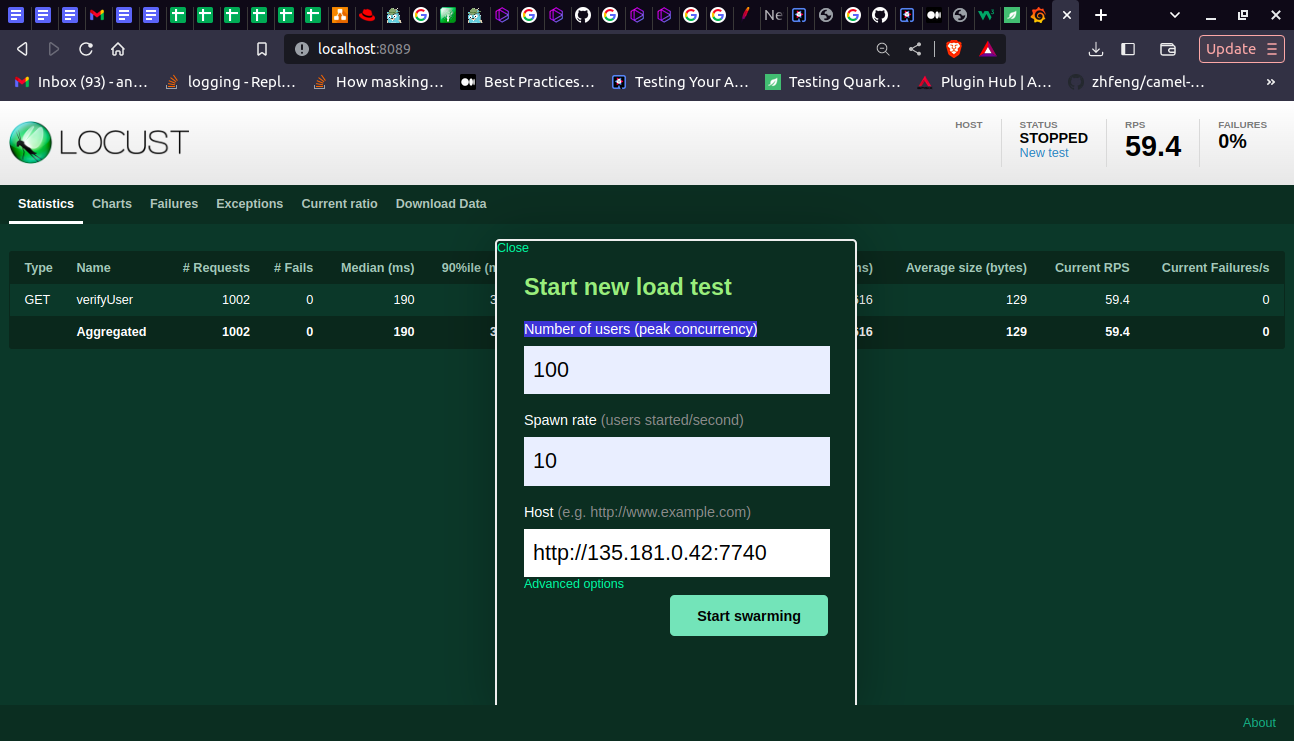 Ne
localhost:8089
Update
Inbox (93) - an…
logging - Repl…
How masking…
Best Practices…
Testing Your A…
Testing Quark…
Plugin Hub | A…
zhfeng/camel-…
»
LOCUST
HOST
STATUS
STOPPED
New test
RPS
59.4
FAILURES
0%
Statistics Charts Failures Exceptions Current ratio Download Data
Type Name # Requests # Fails Median (ms) 90%ile (m s) Average size (bytes) Current RPS Current Failures/s
GET verifyUser 1002 0 190 3 616 129 59.4 0
Aggregated 1002 0 190 3 616 129 59.4 0
Close
Start new load test
Number of users (peak concurrency)
100
Spawn rate (users started/second)
10
Host (e.g. http://www.example.com)
http://135.181.0.42:7740
Advanced options
Start swarming
About